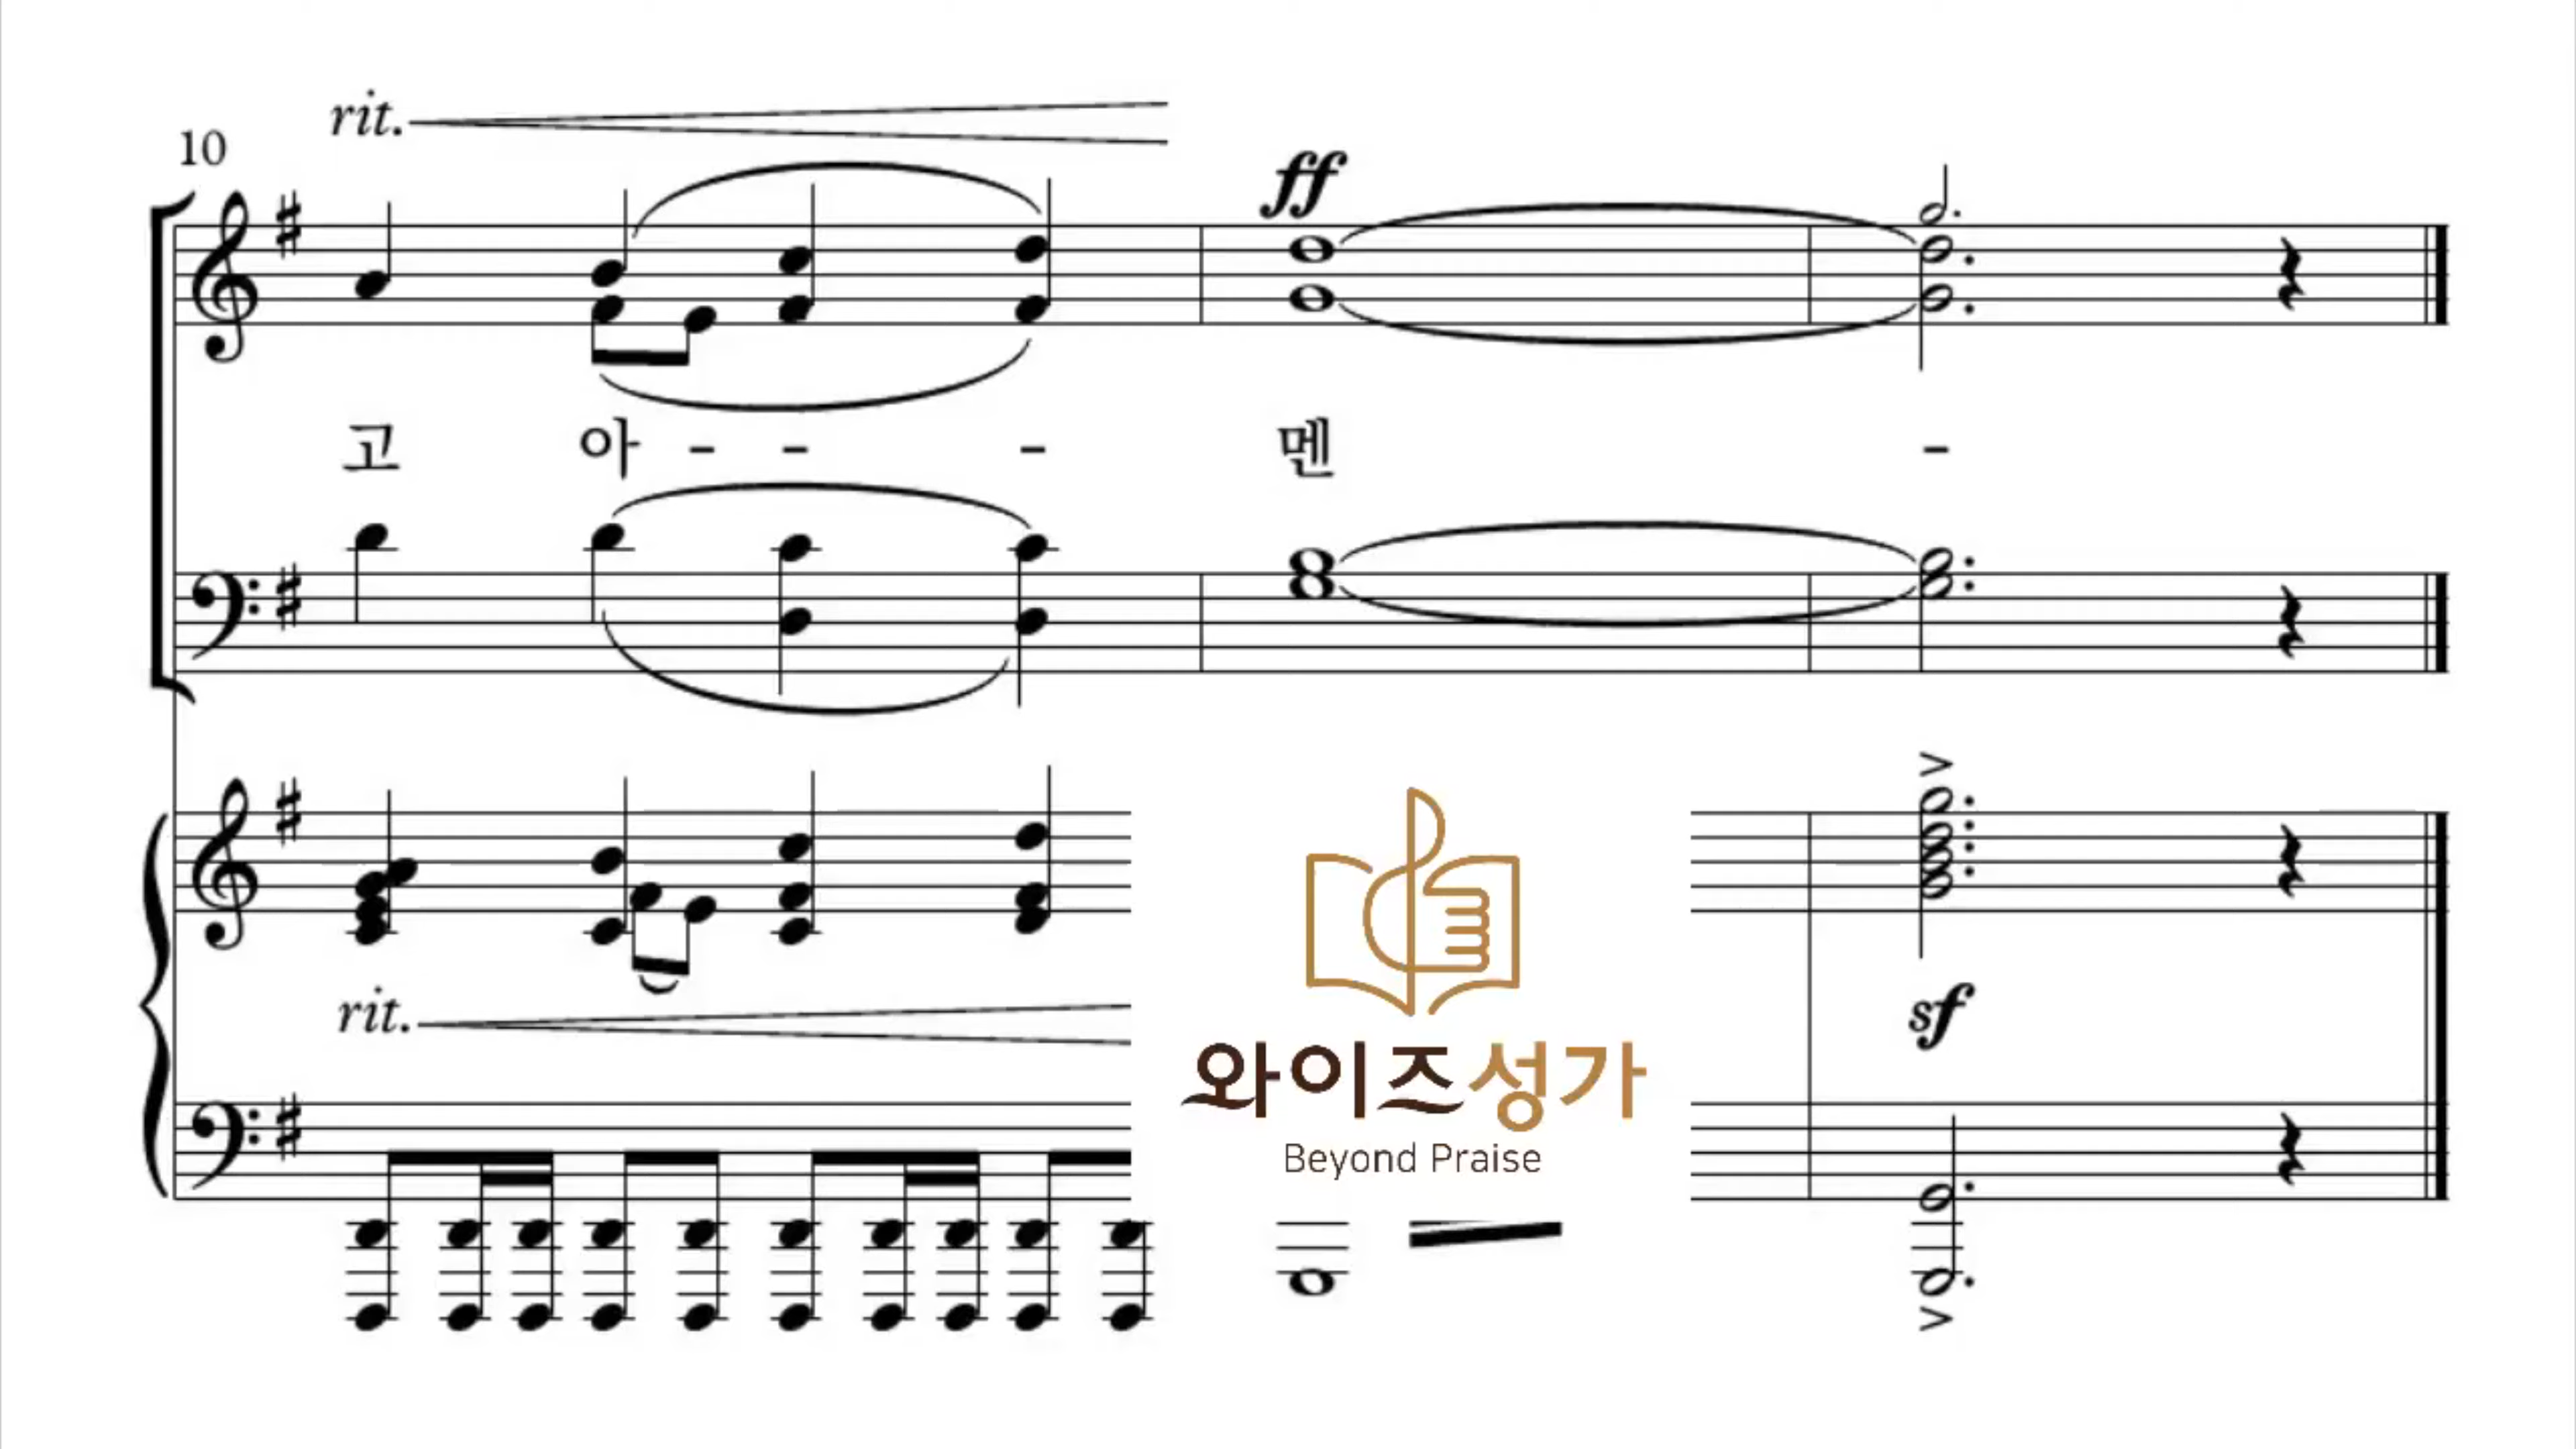 rit.
10
ff
고 아 - - - 멘 -
rit.
sf
와이즈성가
Beyond Praise